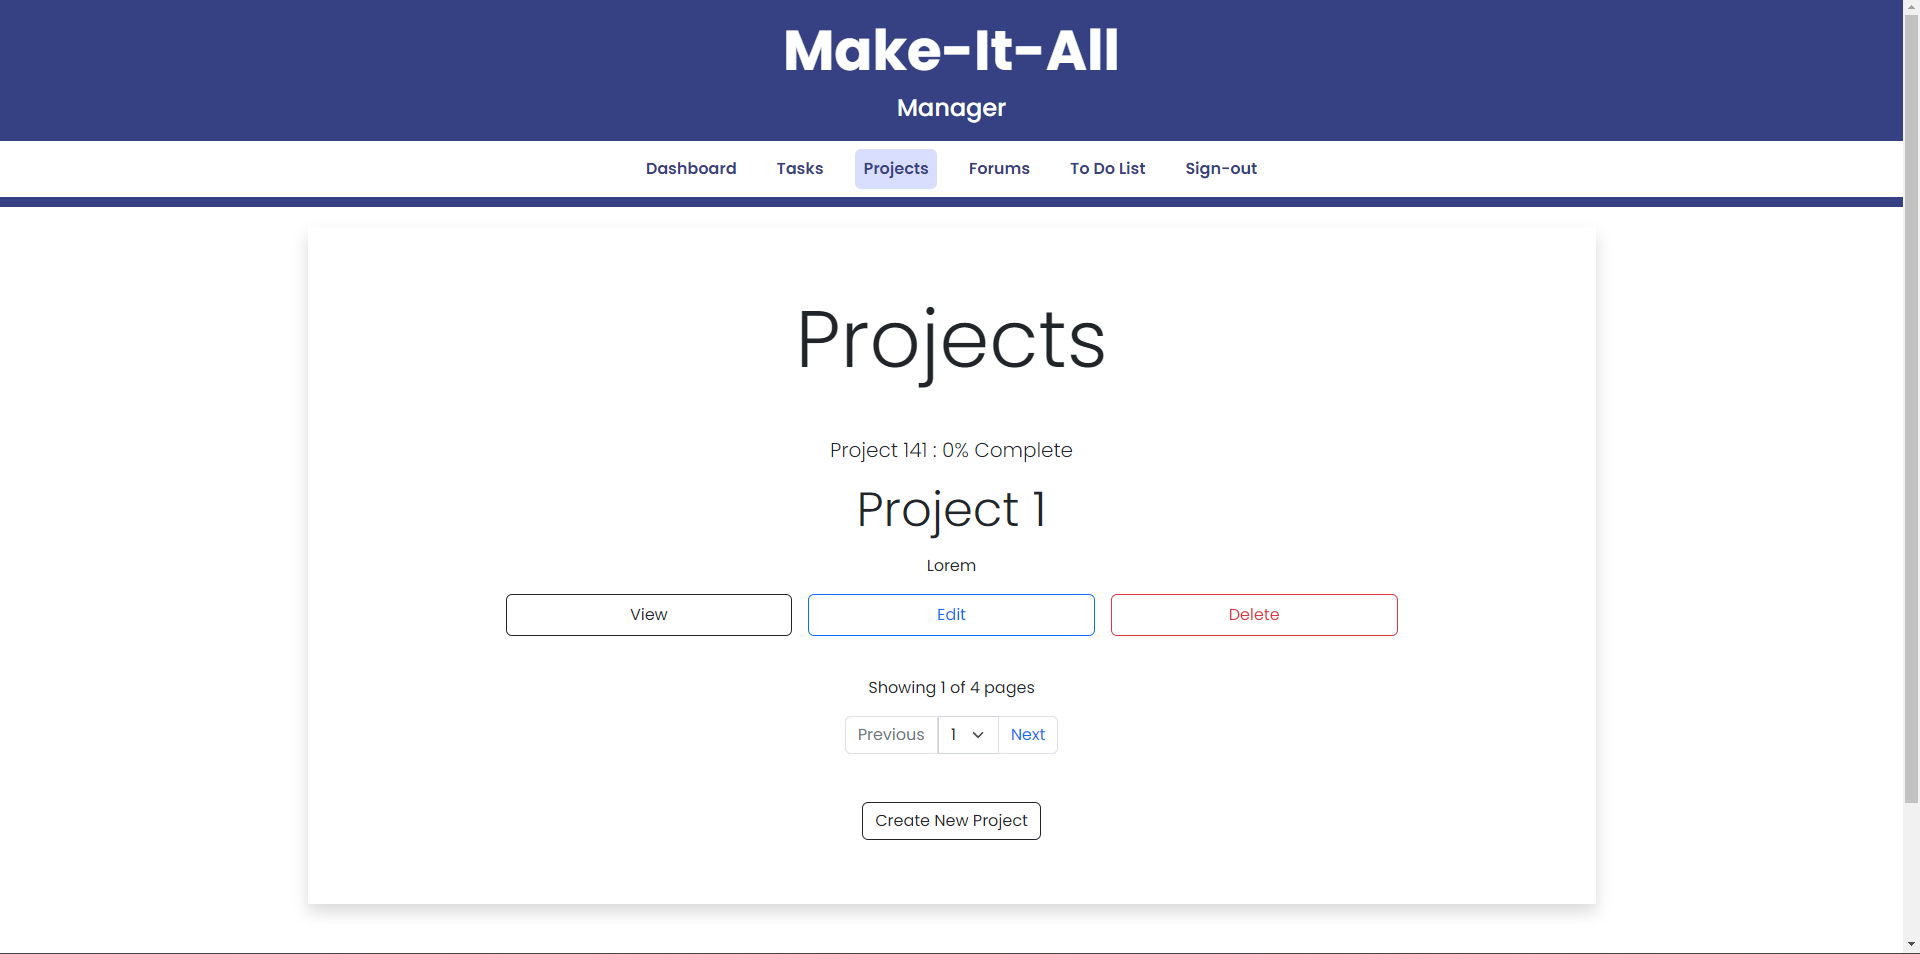 Make-It-All
Manager
Dashboard Tasks Projects Forums To Do List Sign-out
Projects
Project 141 : 0% Complete
Project 1
Lorem
View Edit Delete
Showing 1 of 4 pages
Previous 1 Next
Create New Project